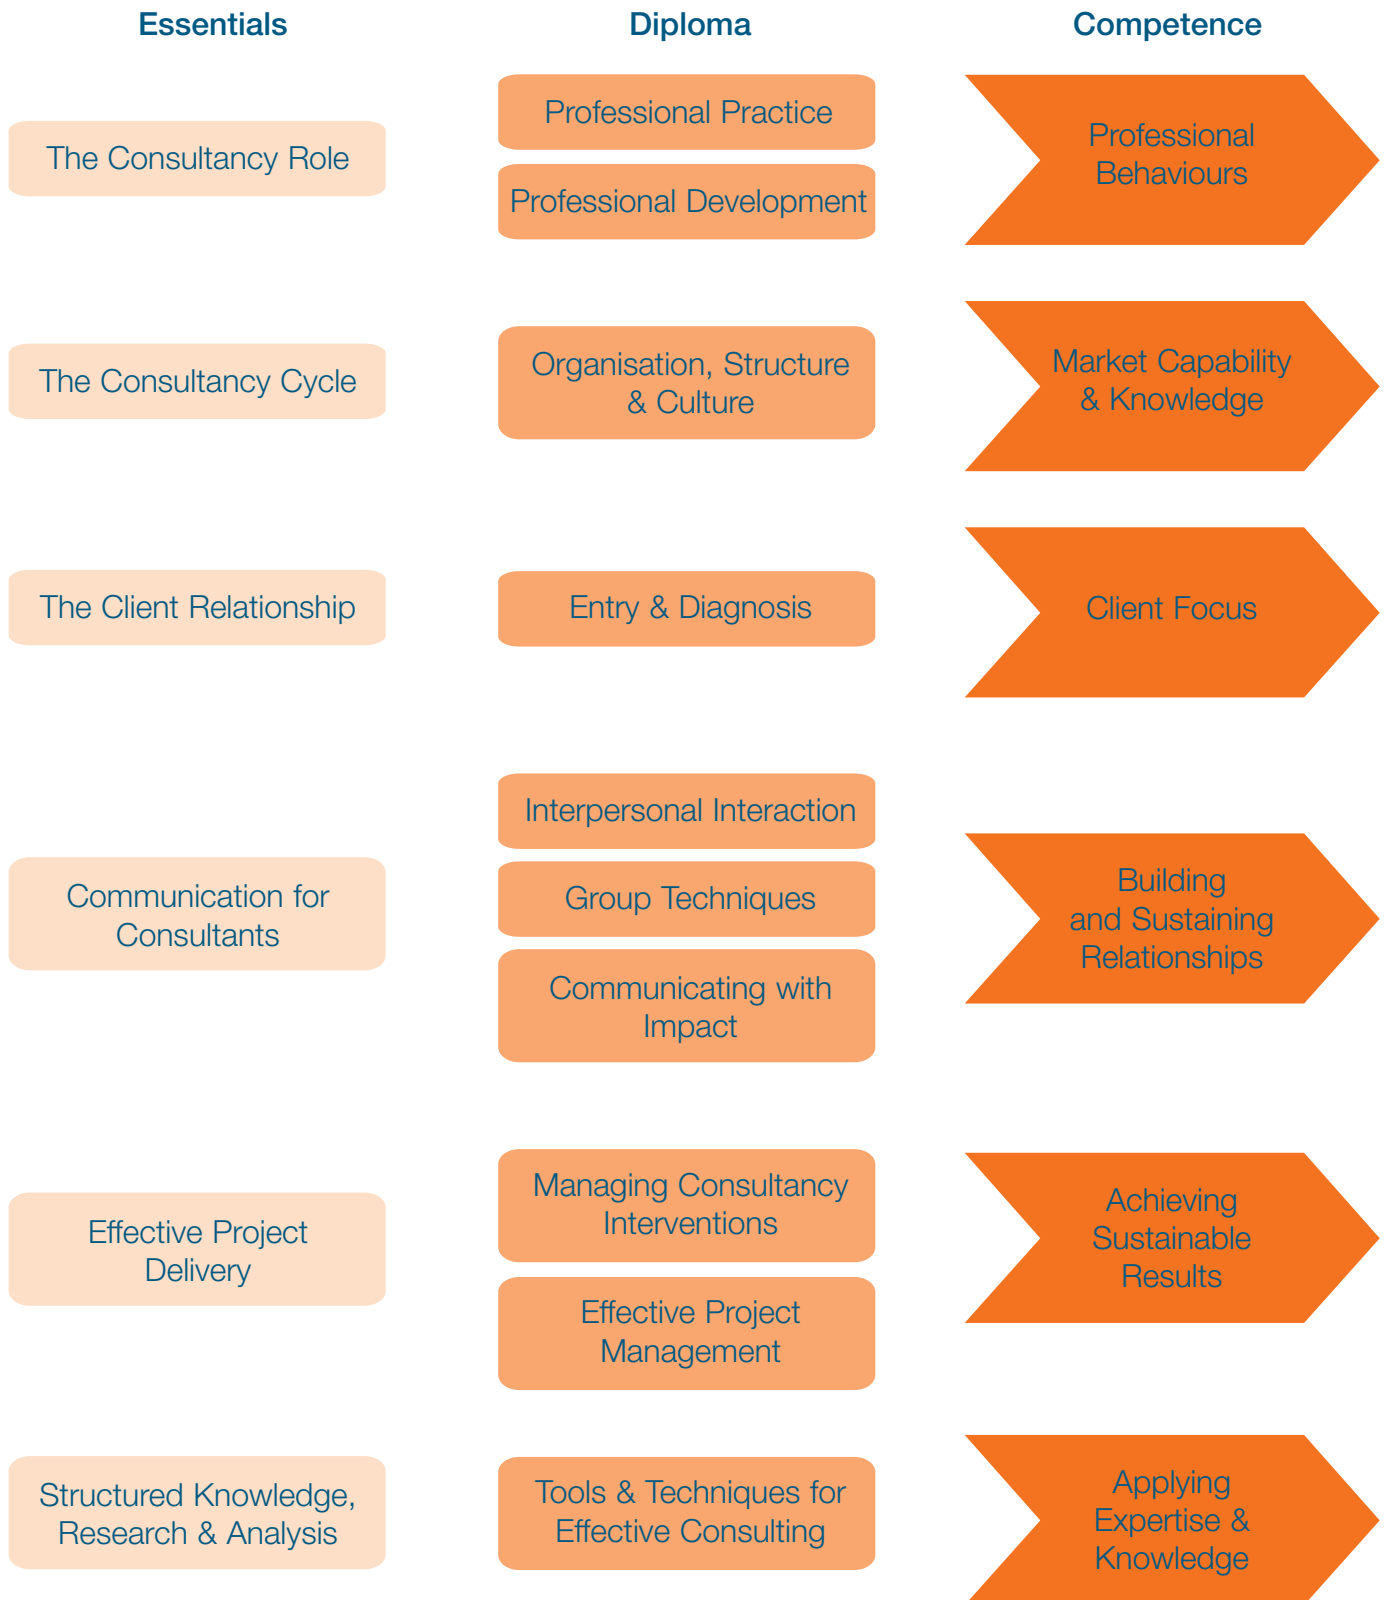 Essentials
Diploma
Competence
The Consultancy Role
Professional Practice
Professional Development
Professional
Behaviours
The Consultancy Cycle
Organisation, Structure
& Culture
Market Capability
& Knowledge
The Client Relationship
Entry & Diagnosis
Client Focus
Communication for
Consultants
Interpersonal Interaction
Group Techniques
Communicating with
Impact
Building
and Sustaining
Relationships
Effective Project
Delivery
Managing Consultancy
Interventions
Effective Project
Management
Achieving
Sustainable
Results
Structured Knowledge,
Research & Analysis
Tools & Techniques for
Effective Consulting
Applying
Expertise &
Knowledge